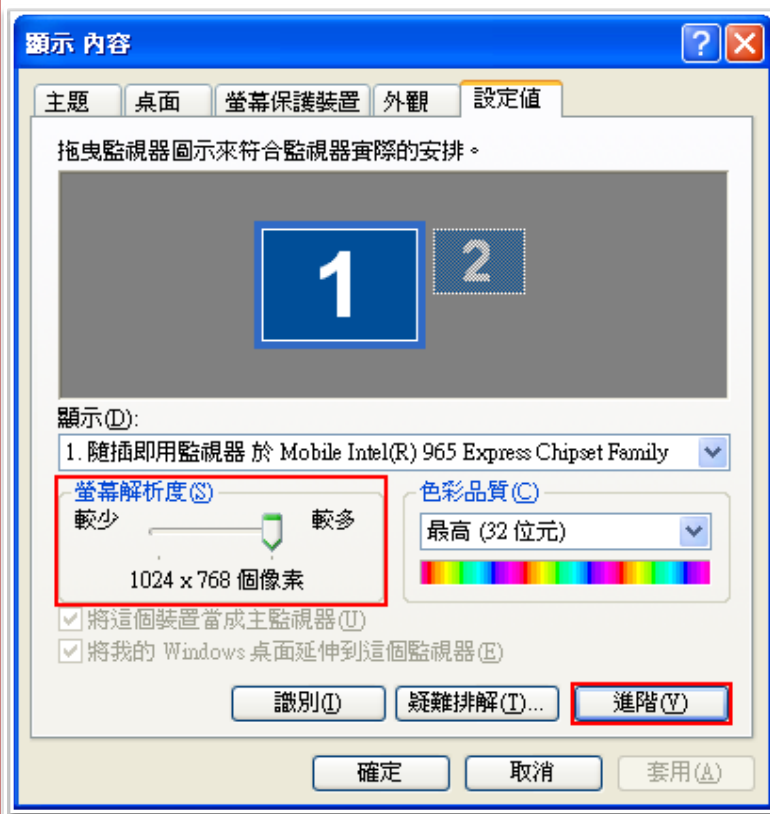 顯示 內容
主題 桌面 螢幕保護裝置 外觀 設定值
拖曳監視器圖示來符合監視器實際的安排。
1 2
顯示(D):
1. 隨插即用監視器 於 Mobile Intel(R) 965 Express Chipset Family
螢幕解析度(S)
較少 較多
1024 x 768 個像素
色彩品質(C)
最高 (32 位元)
將這個裝置當成主監視器(U)
將我的 Windows 桌面延伸到這個監視器(E)
識別(I) 疑難排解(T)... 進階(V)
確定 取消 套用(A)